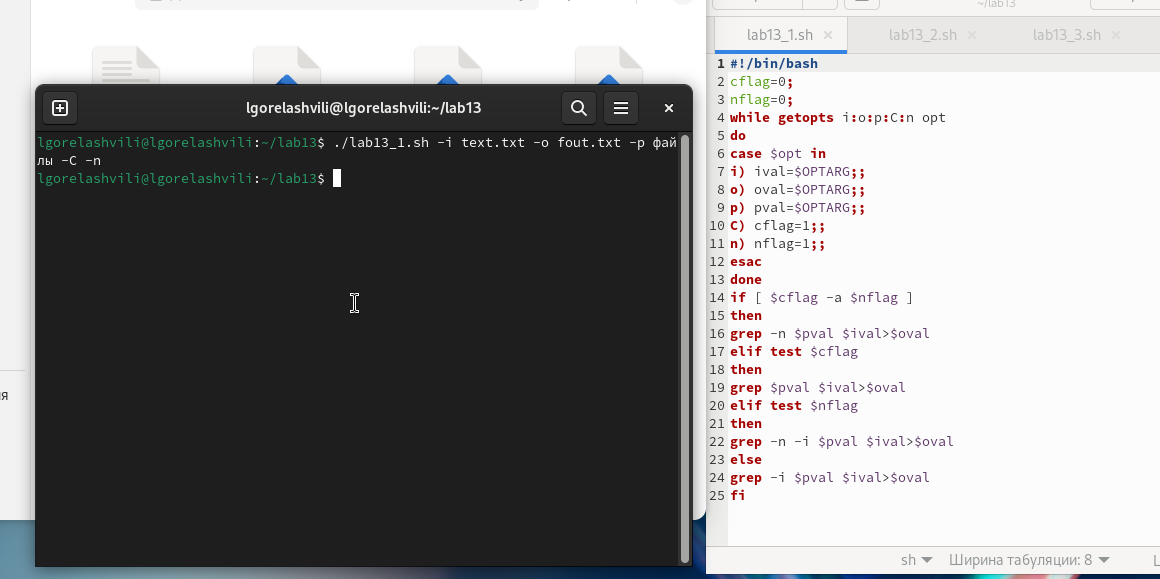 ~/lab13
lab13_1.sh
lab13_2.sh
lab13_3.sh
lgorelashvili@lgorelashvili:~/lab13
lgorelashvili@lgorelashvili:~/lab13$ ./lab13_1.sh -i text.txt -o fout.txt -p фай
лы -C -n
lgorelashvili@lgorelashvili:~/lab13$
1 #!/bin/bash
2 cflag=0;
3 nflag=0;
4 while getopts i:o:p:C:n opt
5 do
6 case $opt in
7 i) ival=$OPTARG;;
8 o) oval=$OPTARG;;
9 p) pval=$OPTARG;;
10 C) cflag=1;;
11 n) nflag=1;;
12 esac
13 done
14 if [ $cflag -a $nflag ]
15 then
16 grep -n $pval $ival>$oval
17 elif test $cflag
18 then
19 grep $pval $ival>$oval
20 elif test $nflag
21 then
22 grep -n -i $pval $ival>$oval
23 else
24 grep -i $pval $ival>$oval
25 fi
sh
Ширина табуляции: 8